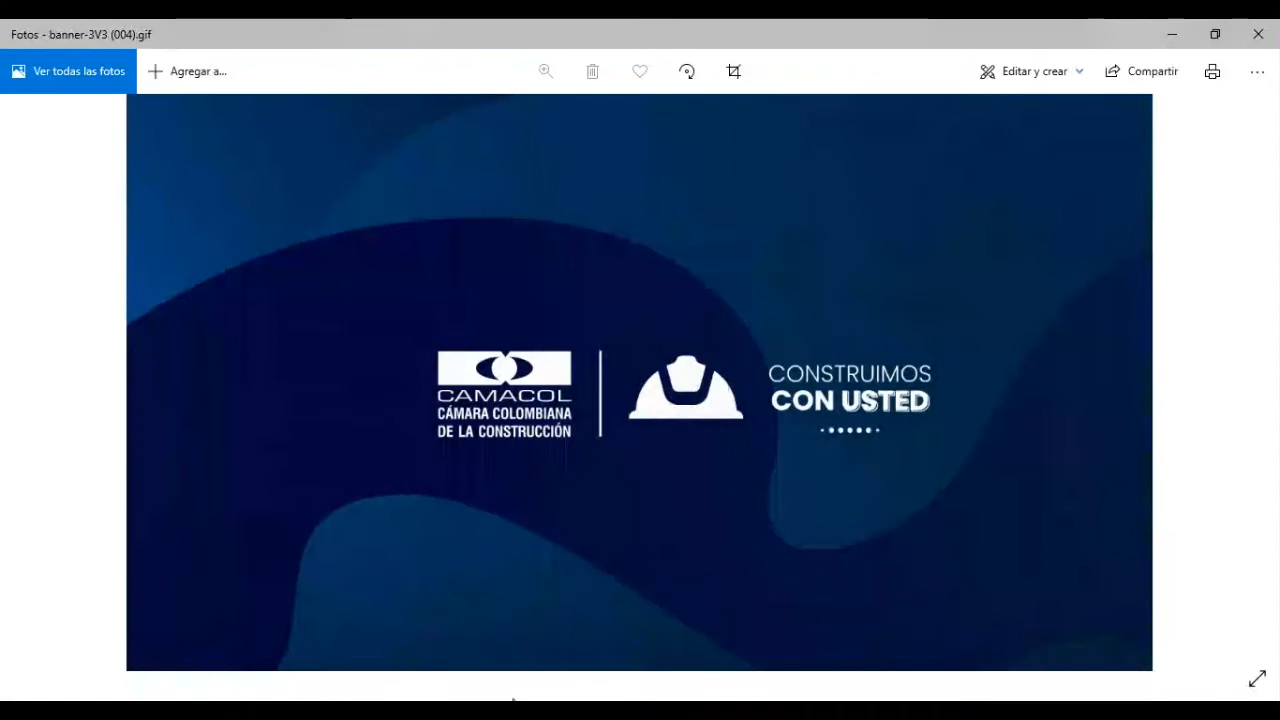 Fotos - banner-3V3 (004).gif
Ver todas las fotos
Agregar a...
Editar y crear
Compartir
CAMACOL
CÁMARA COLOMBIANA
DE LA CONSTRUCCIÓN
CONSTRUIMOS
CON USTED